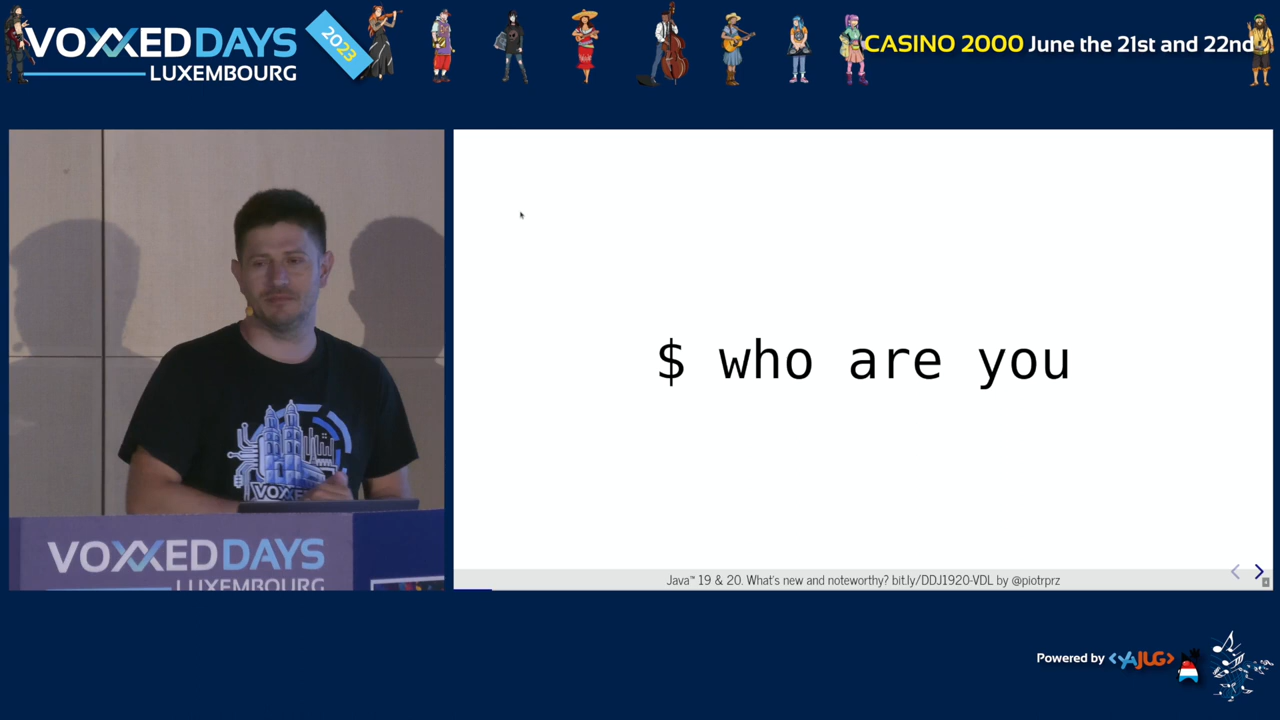 VOXXEDDAYS
LUXEMBOURG
2023
CASINO 2000 June the 21st and 22nd
$ who are you
VOXXED
VOXXEDDAYS
LUXEMBOURG
Java™ 19 & 20. What's new and noteworthy? bit.ly/DDJ1920-VDL by @piotrprz
Powered by <YAJUG>